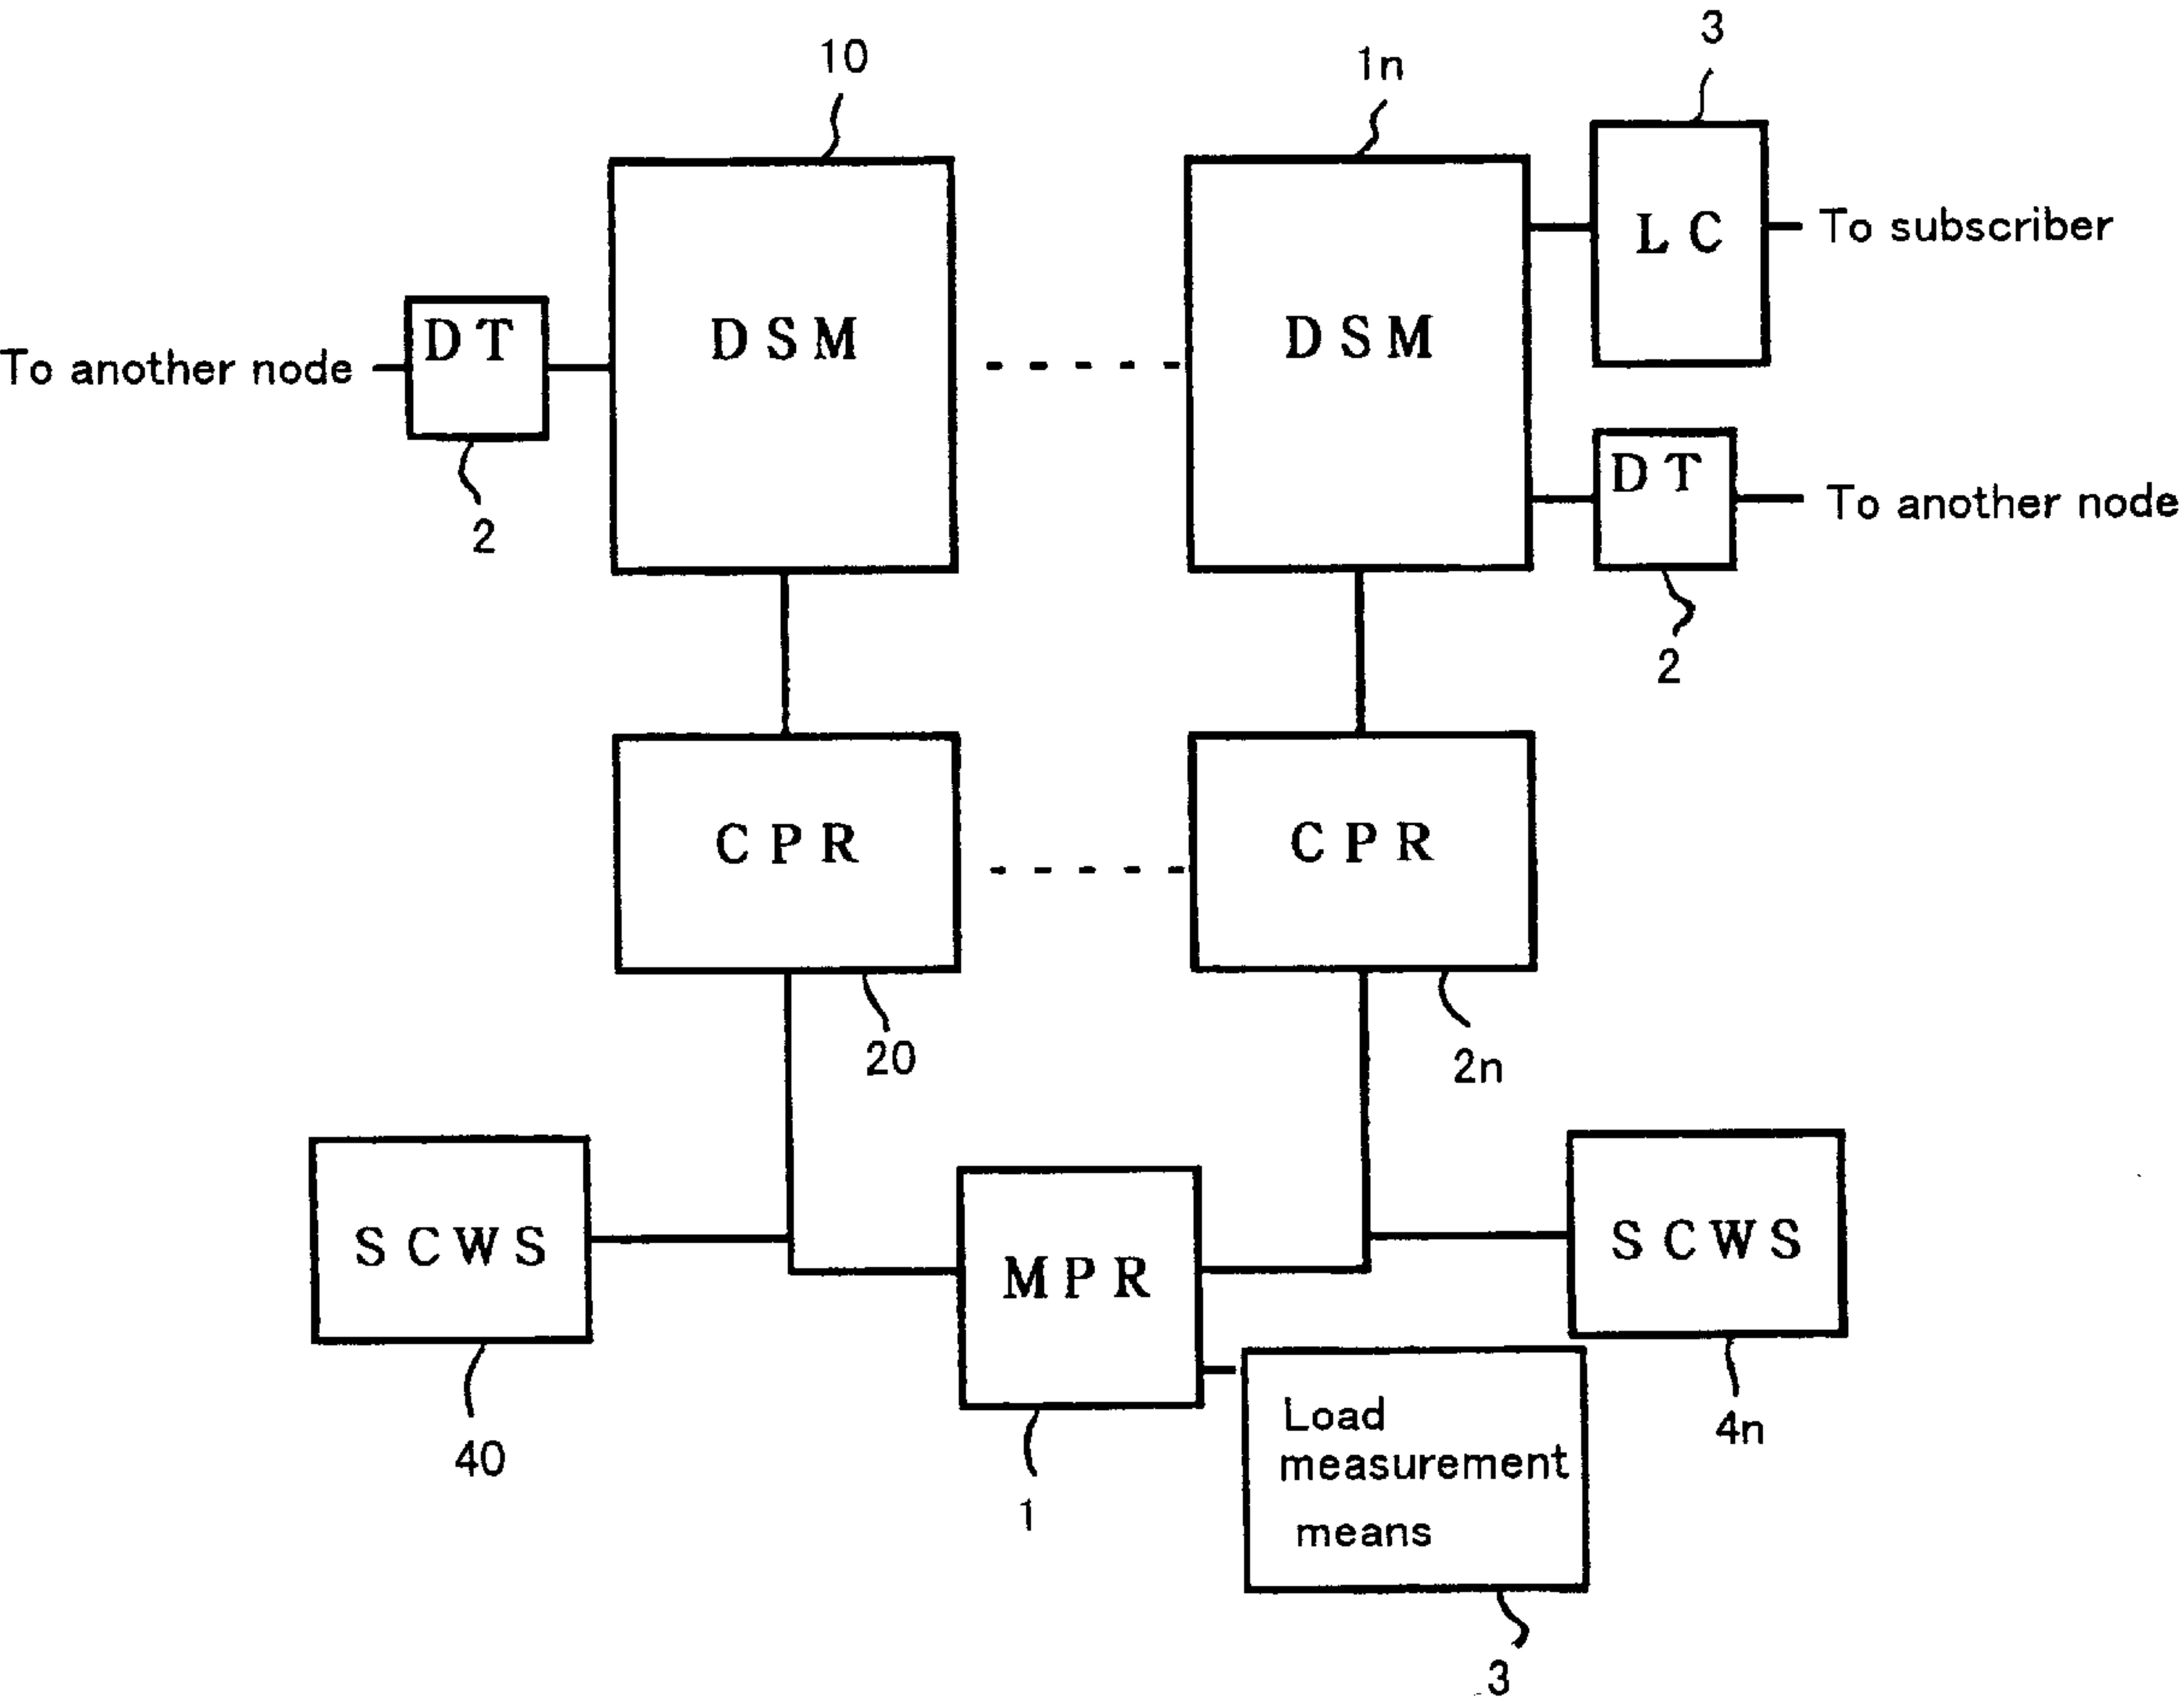 3
10
1n
LC
To subscriber
DSM
DSM
DT
To another node
DT
To another node
2
2
CPR
CPR
20
2n
SCWS
SCWS
MPR
40
1
4n
Load
measurement
means
3